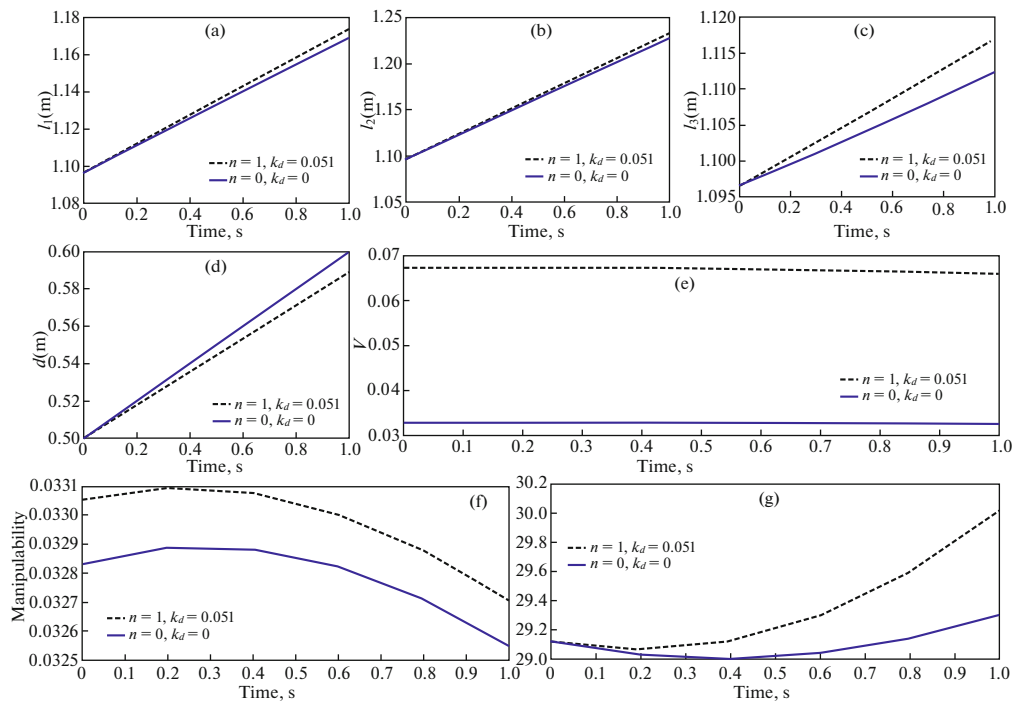 (a)
l1(m)
1.18
1.16
1.14
1.12
1.10
1.08
n = 1, kd = 0.051
n = 0, kd = 0
0 0.2 0.4 0.6 0.8 1.0
Time, s
(b)
l2(m)
1.25
1.20
1.15
1.10
1.05
n = 1, kd = 0.051
n = 0, kd = 0
0 0.2 0.4 0.6 0.8 1.0
Time, s
(c)
l3(m)
1.120
1.115
1.110
1.105
1.100
1.095
n = 1, kd = 0.051
n = 0, kd = 0
0 0.2 0.4 0.6 0.8 1.0
Time, s
(d)
d(m)
0.60
0.58
0.56
0.54
0.52
0.50
n = 1, kd = 0.051
n = 0, kd = 0
0 0.2 0.4 0.6 0.8 1.0
Time, s
(e)
V
0.07
0.06
0.05
0.04
0.03
n = 1, kd = 0.051
n = 0, kd = 0
0 0.1 0.2 0.3 0.4 0.5 0.6 0.7 0.8 0.9 1.0
Time, s
(f)
Manipulability
0.0331
0.0330
0.0329
0.0328
0.0327
0.0326
0.0325
n = 1, kd = 0.051
n = 0, kd = 0
0 0.1 0.2 0.3 0.4 0.5 0.6 0.7 0.8 0.9 1.0
Time, s
(g)
30.2
30.0
29.8
29.6
29.4
29.2
29.0
n = 1, kd = 0.051
n = 0, kd = 0
0 0.1 0.2 0.3 0.4 0.5 0.6 0.7 0.8 0.9 1.0
Time, s